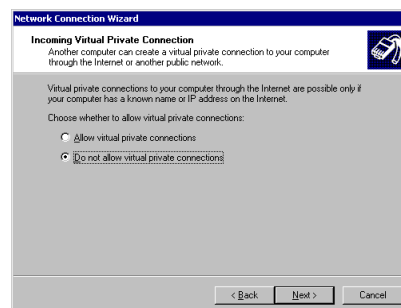 Network Connection Wizard
Incoming Virtual Private Connection
Another computer can create a virtual private connection to your computer
through the Internet or another public network.
Virtual private connections to your computer through the Internet are possible only if
your computer has a known name or IP address on the Internet.
Choose whether to allow virtual private connections:
Allow virtual private connections
Do not allow virtual private connections
< Back Next > Cancel